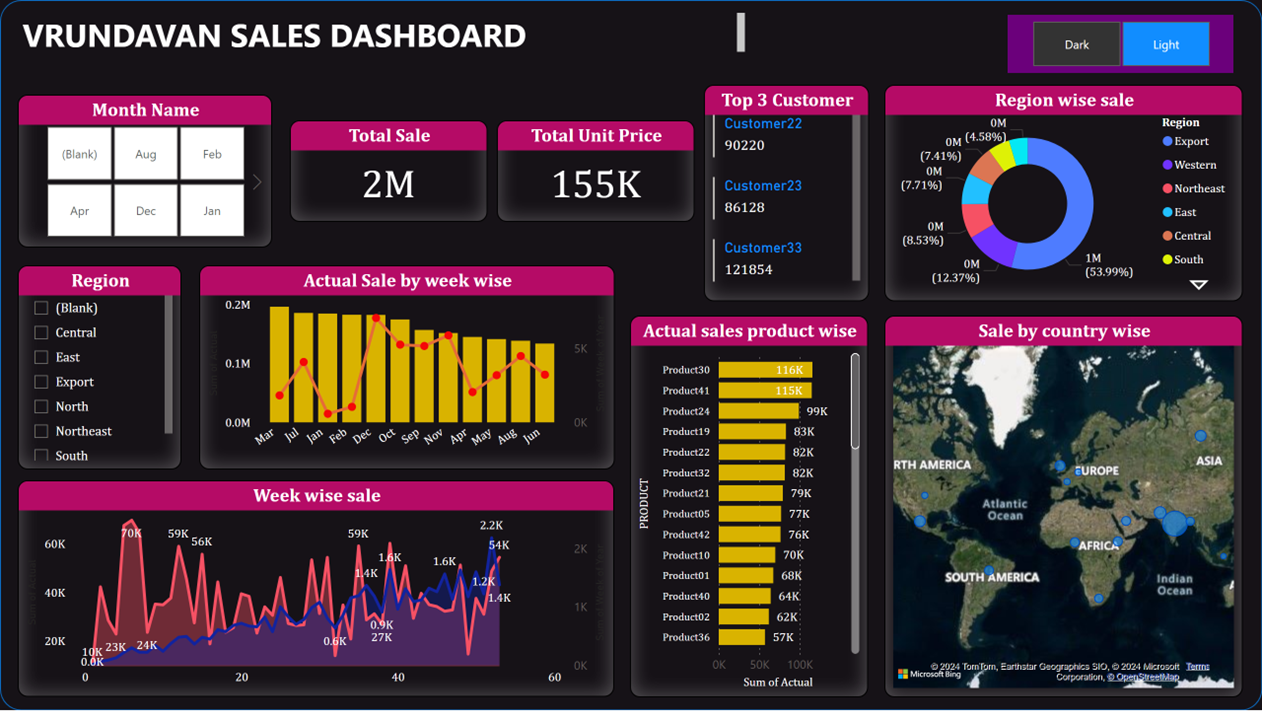 VRUNDAVAN SALES DASHBOARD
Dark
Light
Month Name
(Blank)
Aug
Feb
Apr
Dec
Jan
Total Sale
2M
Total Unit Price
155K
Top 3 Customer
Customer22
90220
Customer23
86128
Customer33
121854
Region wise sale
0M
(4.58%)
0M
(7.41%)
0M
(7.71%)
0M
(8.53%)
0M
(12.37%)
1M
(53.99%)
Region
Export
Western
Northeast
East
Central
South
Region
(Blank)
Central
East
Export
North
Northeast
South
Actual Sale by week wise
0.2M
0.1M
0.0M
5K
0K
Mar
Jul
Jan
Feb
Dec
Oct
Sep
Nov
Apr
May
Aug
Jun
Week wise sale
60K
40K
20K
2K
1K
0K
10K
0.0K
23K
70K
24K
59K
56K
0.6K
59K
1.4K
0.9K
27K
1.6K
1.6K
1.2K
2.2K
54K
1.4K
0
20
40
60
Actual sales product wise
PRODUCT
Product30 116K
Product41 115K
Product24 99K
Product19 83K
Product22 82K
Product32 82K
Product21 79K
Product05 77K
Product42 76K
Product10 70K
Product01 68K
Product40 64K
Product02 62K
Product36 57K
0K 50K 100K
Sum of Actual
Sale by country wise
RTH AMERICA
EUROPE
ASIA
Atlantic
Ocean
AFRICA
SOUTH AMERICA
Indian
Ocean
Microsoft Bing
© 2024 TomTom, Earthstar Geographics SIO, © 2024 Microsoft Terms
Corporation, © OpenStreetMap